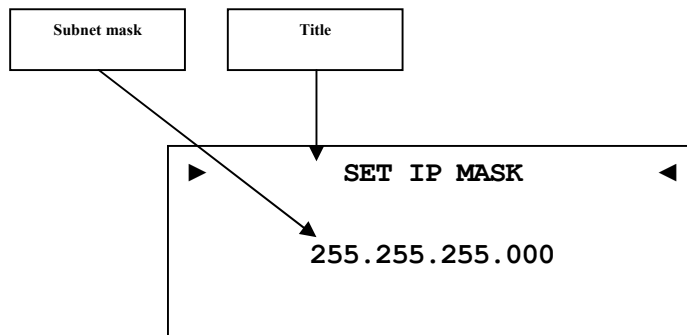 Subnet mask
Title
► SET IP MASK ◄
255.255.255.000